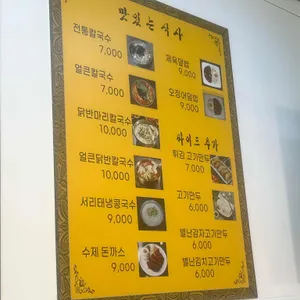 맛있는 식사
전통칼국수
7,000
얼큰칼국수
7,000
닭반마리칼국수
10,000
얼큰닭반칼국수
10,000
서리태냉콩국수
9,000
수제 돈까스
9,000
제육덮밥
9,000
오징어덮밥
9,000
싸이드 추가
튀김 고기만두
7,000
고기만두
6,000
별난감자고기만두
6,000
별난김치고기만두
6,000